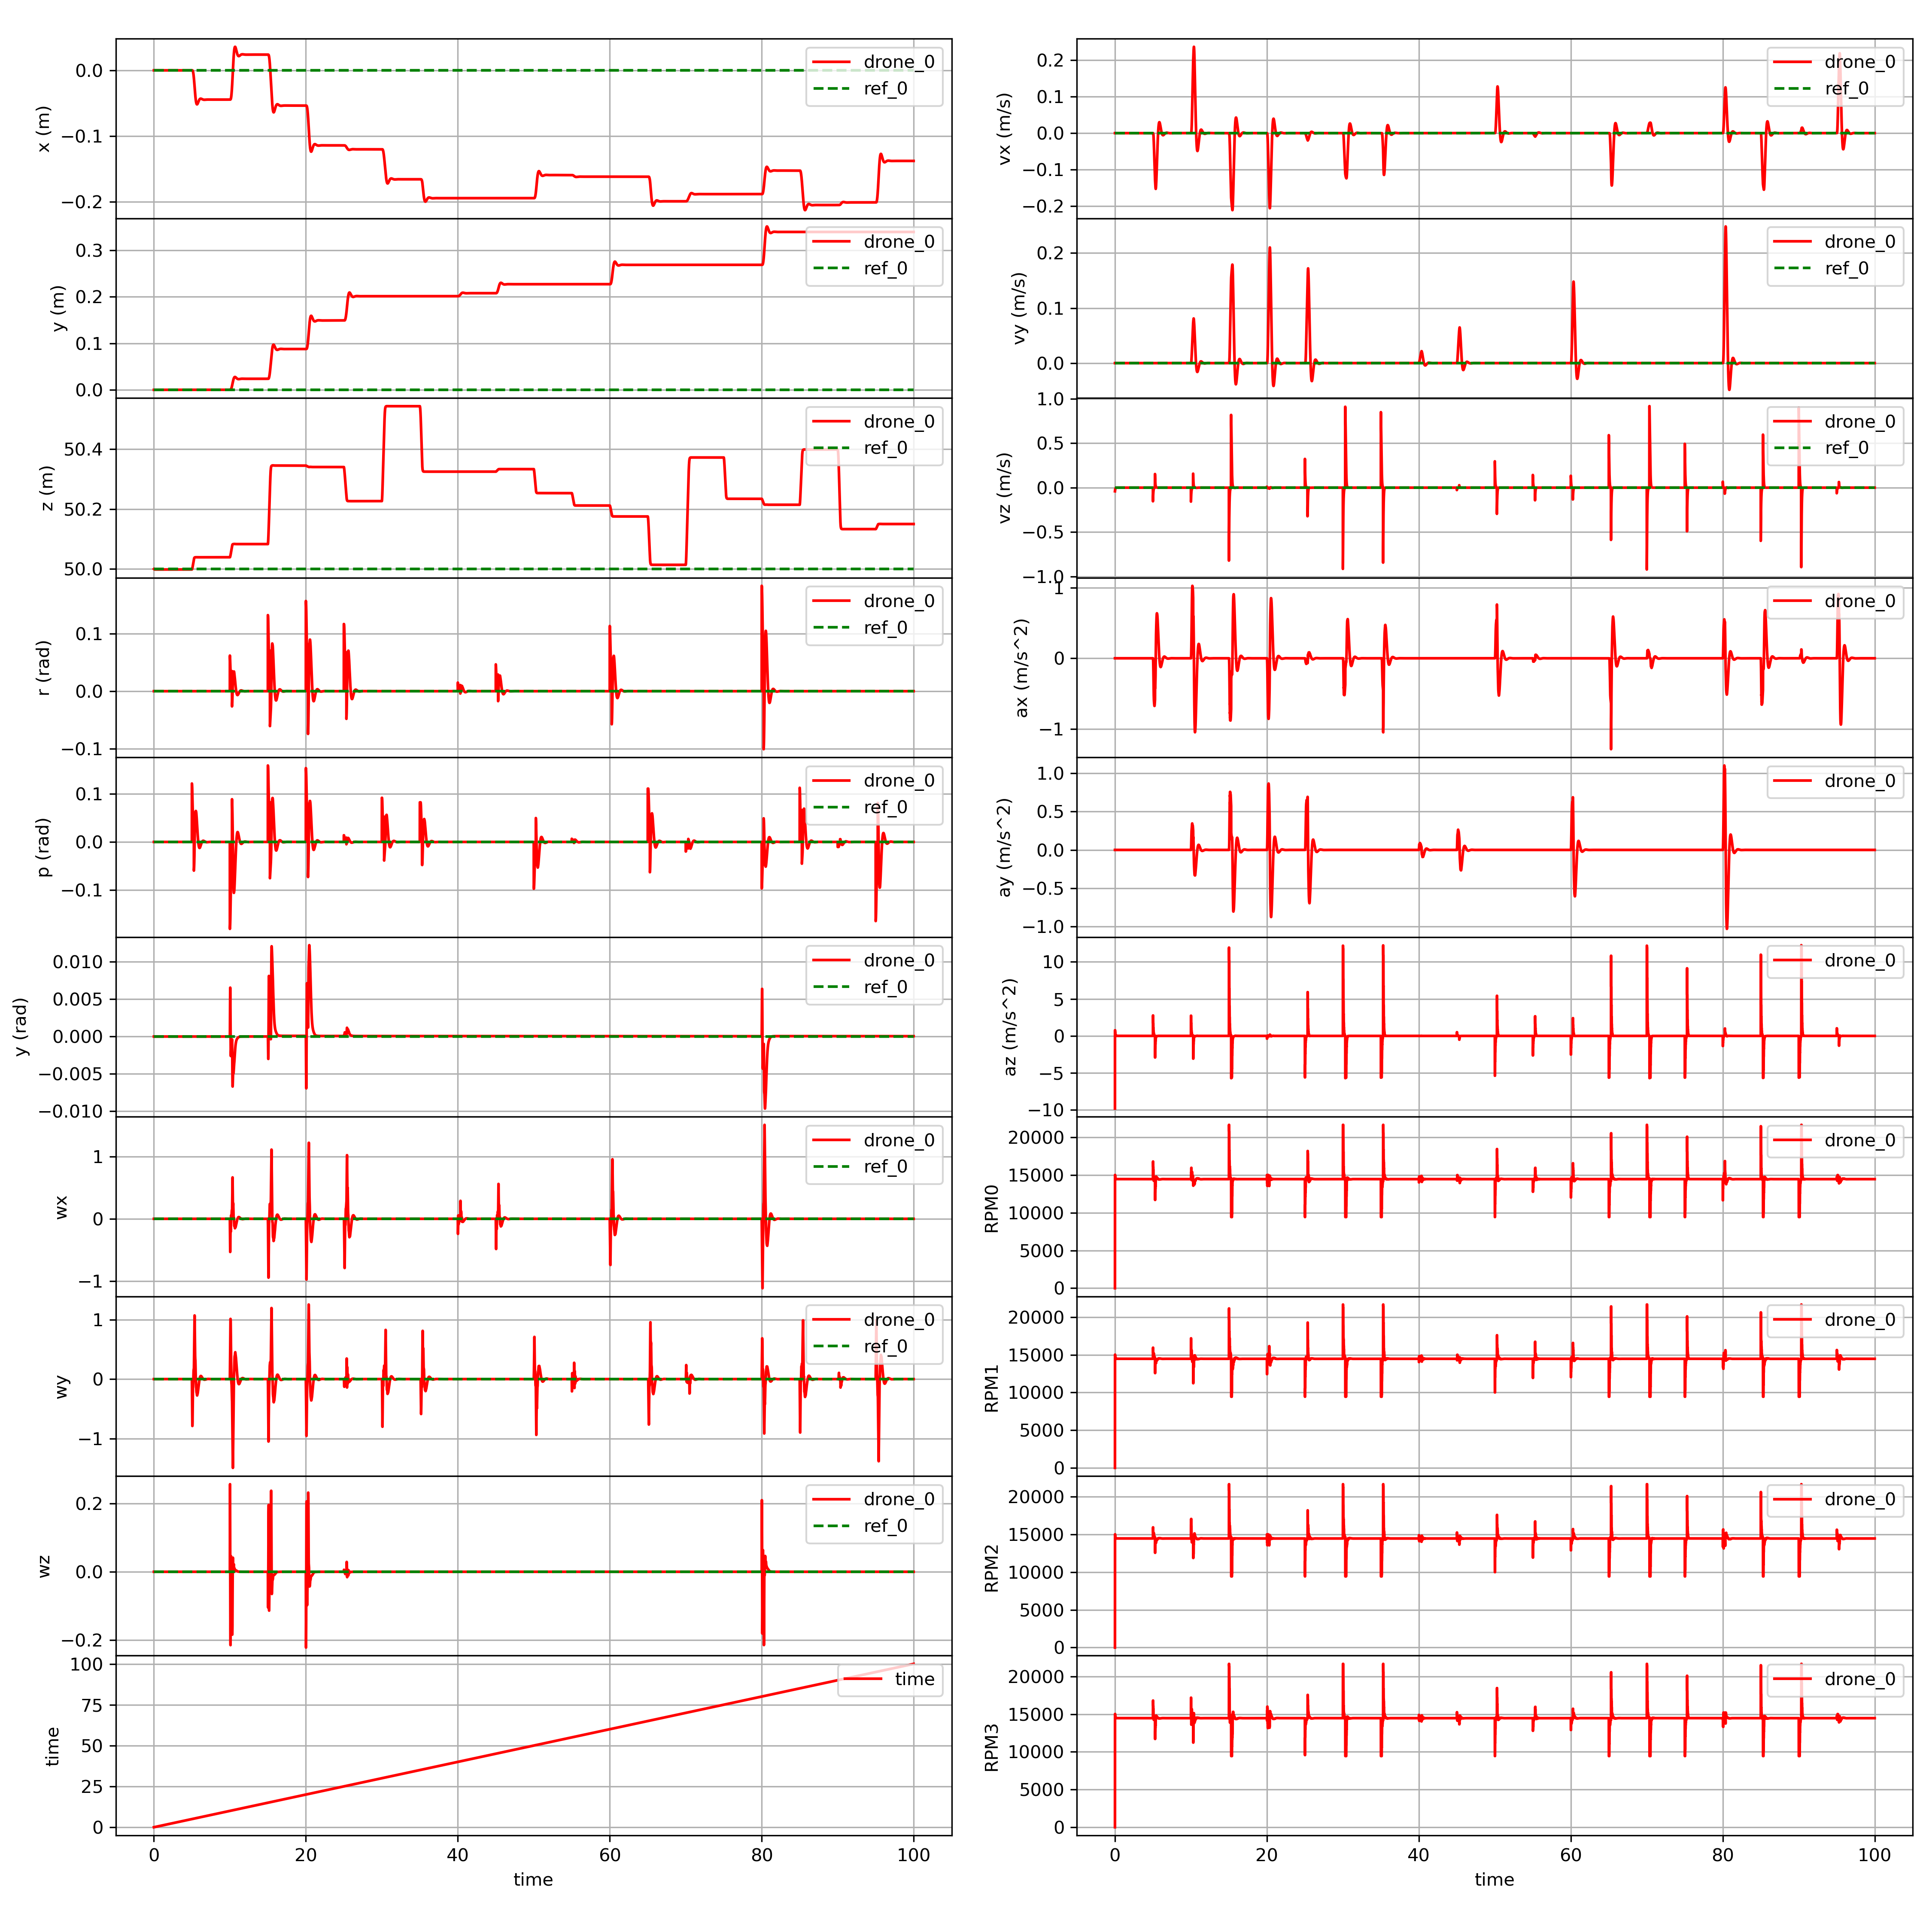 0.0
−0.1
−0.2
x (m)
drone_0
ref_0
0.3
0.2
0.1
0.0
y (m)
drone_0
ref_0
50.4
50.2
50.0
z (m)
drone_0
ref_0
0.1
0.0
−0.1
r (rad)
drone_0
ref_0
0.1
0.0
−0.1
p (rad)
drone_0
ref_0
0.010
0.005
0.000
−0.005
−0.010
y (rad)
drone_0
ref_0
1
0
−1
wx
drone_0
ref_0
1
0
−1
wy
drone_0
ref_0
0.2
0.0
−0.2
wz
drone_0
ref_0
100
75
50
25
0
time
time
0 20 40 60 80 100
time
0.2
0.1
0.0
−0.1
−0.2
vx (m/s)
drone_0
ref_0
0.2
0.1
0.0
vy (m/s)
drone_0
ref_0
1.0
0.5
0.0
−0.5
−1.0
vz (m/s)
drone_0
ref_0
1
0
−1
ax (m/s^2)
drone_0
1.0
0.5
0.0
−0.5
−1.0
ay (m/s^2)
drone_0
10
5
0
−5
−10
az (m/s^2)
drone_0
20000
15000
10000
5000
0
RPM0
drone_0
20000
15000
10000
5000
0
RPM1
drone_0
20000
15000
10000
5000
0
RPM2
drone_0
20000
15000
10000
5000
0
RPM3
drone_0
0 20 40 60 80 100
time